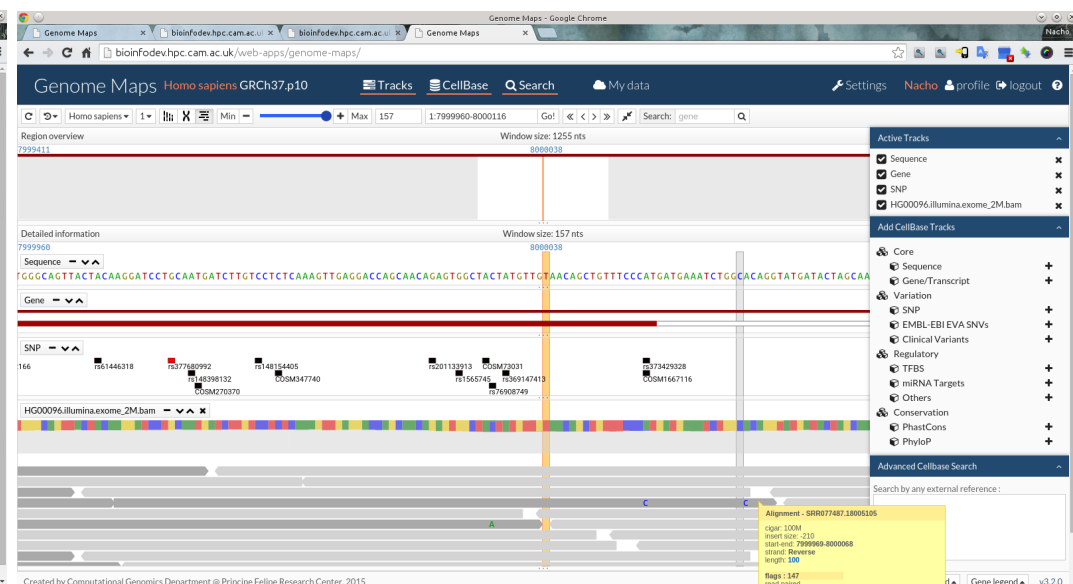 Genome Maps - Google Chrome
Genome Maps
bioinfodev.hpc.cam.ac.ul
bioinfodev.hpc.cam.ac.ul
Genome Maps
Nacho
bioinfodev.hpc.cam.ac.uk/web-apps/genome-maps/
Genome Maps Homo sapiens GRCh37.p10
Tracks
CellBase
Search
My data
Settings
Nacho
profile
logout
Homo sapiens
1
Min
Max
157
1:7999960-8000116
Go!
Search:
gene
Region overview
Window size: 1255 nts
7999411
8000038
Detailed information
Window size: 157 nts
7999960
8000038
Sequence
TGGGCAGTTACTACAAGGATCCTGCAATGATCTTGTCCTCTCAAAGTTGAGGACCAGCAACAGAGTGGCTACTATGTTGTAACAGCTGTTTCCCATGATGAAATCTGGCACAGGTATGATACTAGCAA
Gene
SNP
:166
rs61446318
rs377680992
rs148154405
rs201133913
COSM73031
rs373429328
rs148398132
COSM347740
rs1565745
rs369147413
COSM1667116
COSM270370
rs76908749
HG00096.illumina.exome_2M.bam
C
C
A
Alignment - SRR077487.18005105
cigar: 100M
insert size: -210
start-end: 7999969-8000068
strand: Reverse
length: 100
flags : 147
read paired
Active Tracks
Sequence
Gene
SNP
HG00096.illumina.exome_2M.bam
Add CellBase Tracks
Core
Sequence
Gene/Transcript
Variation
SNP
EMBL-EBI EVA SNVs
Clinical Variants
Regulatory
TFBS
miRNA Targets
Others
Conservation
PhastCons
PhyloP
Advanced Cellbase Search
Search by any external reference :
Created by Computational Genomics Department @ Principe Felipe Research Center, 2015
Gene legend
v3.2.0